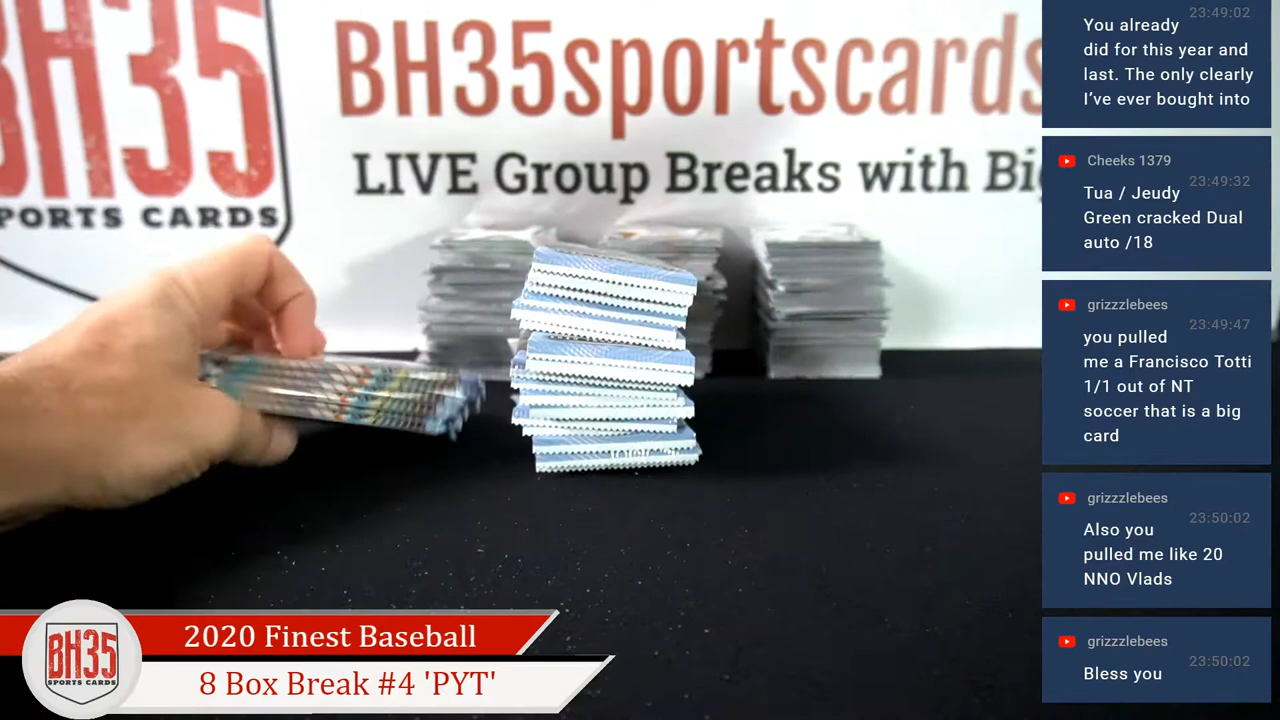 BH35
PORTS CARDS
BH35sportscards
LIVE Group Breaks with
23:49:02
You already
did for this year and
last. The only clearly
I've ever bought into
Cheeks 1379
23:49:32
Tua / Jeudy
Green cracked Dual
auto /18
grizzzlebees
23:49:47
you pulled
me a Francisco Totti
1/1 out of NT
soccer that is a big
card
grizzzlebees
23:50:02
Also you
pulled me like 20
NNO Vlads
grizzzlebees
23:50:02
Bless you
BH35
SPORTS CARDS
2020 Finest Baseball
8 Box Break #4 'PYT'